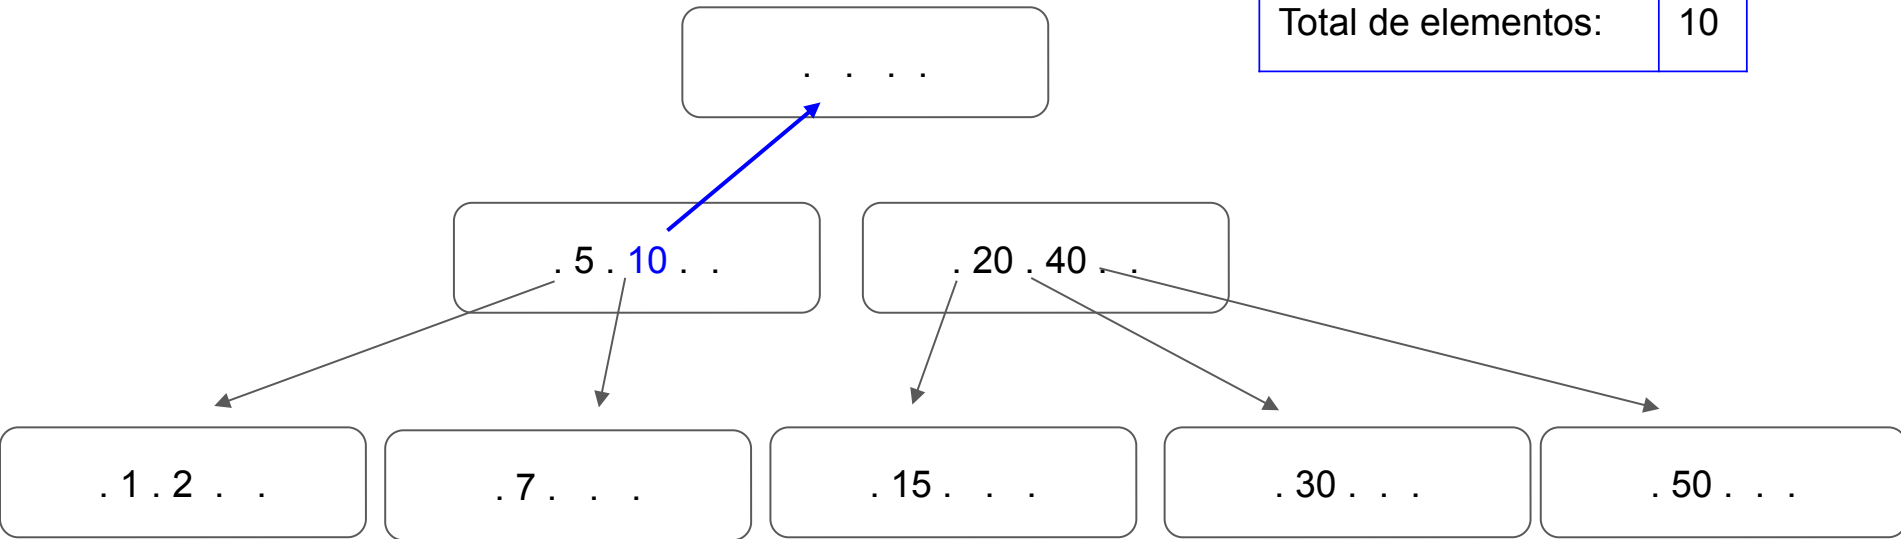 Total de elementos: 10
. . . .
. 5 . 10 . .
. 20 . 40 . .
. 1 . 2 . .
. 7 . . .
. 15 . . .
. 30 . . .
. 50 . . .